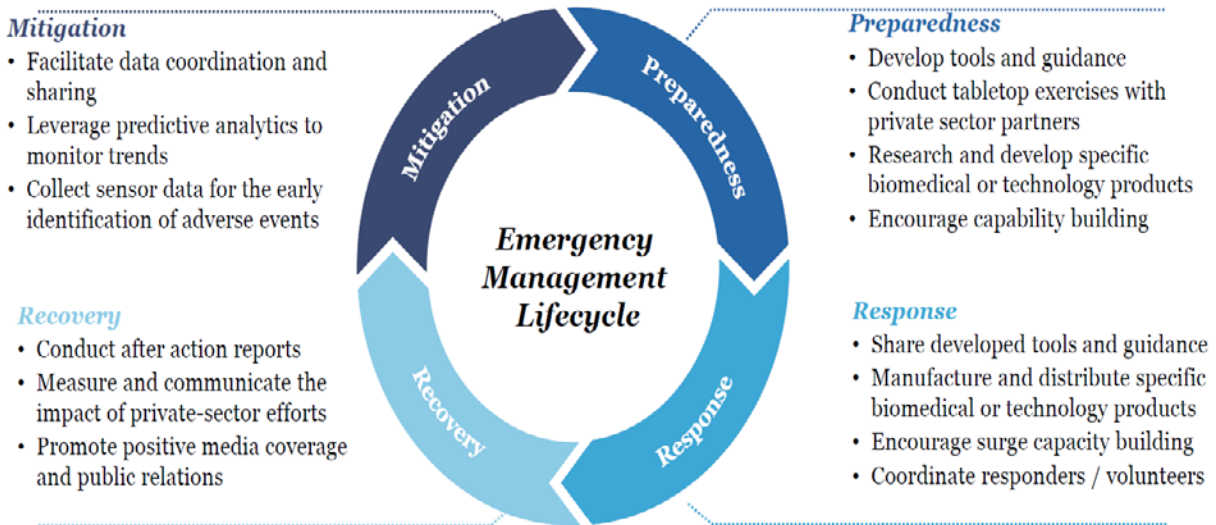 Mitigation
• Facilitate data coordination and
sharing
• Leverage predictive analytics to
monitor trends
• Collect sensor data for the early
identification of adverse events
Preparedness
• Develop tools and guidance
• Conduct tabletop exercises with
private sector partners
• Research and develop specific
biomedical or technology products
• Encourage capability building
Mitigation
Preparedness
Emergency
Management
Lifecycle
Recovery
Response
Recovery
• Conduct after action reports
• Measure and communicate the
impact of private-sector efforts
• Promote positive media coverage
and public relations
Response
• Share developed tools and guidance
• Manufacture and distribute specific
biomedical or technology products
• Encourage surge capacity building
• Coordinate responders / volunteers